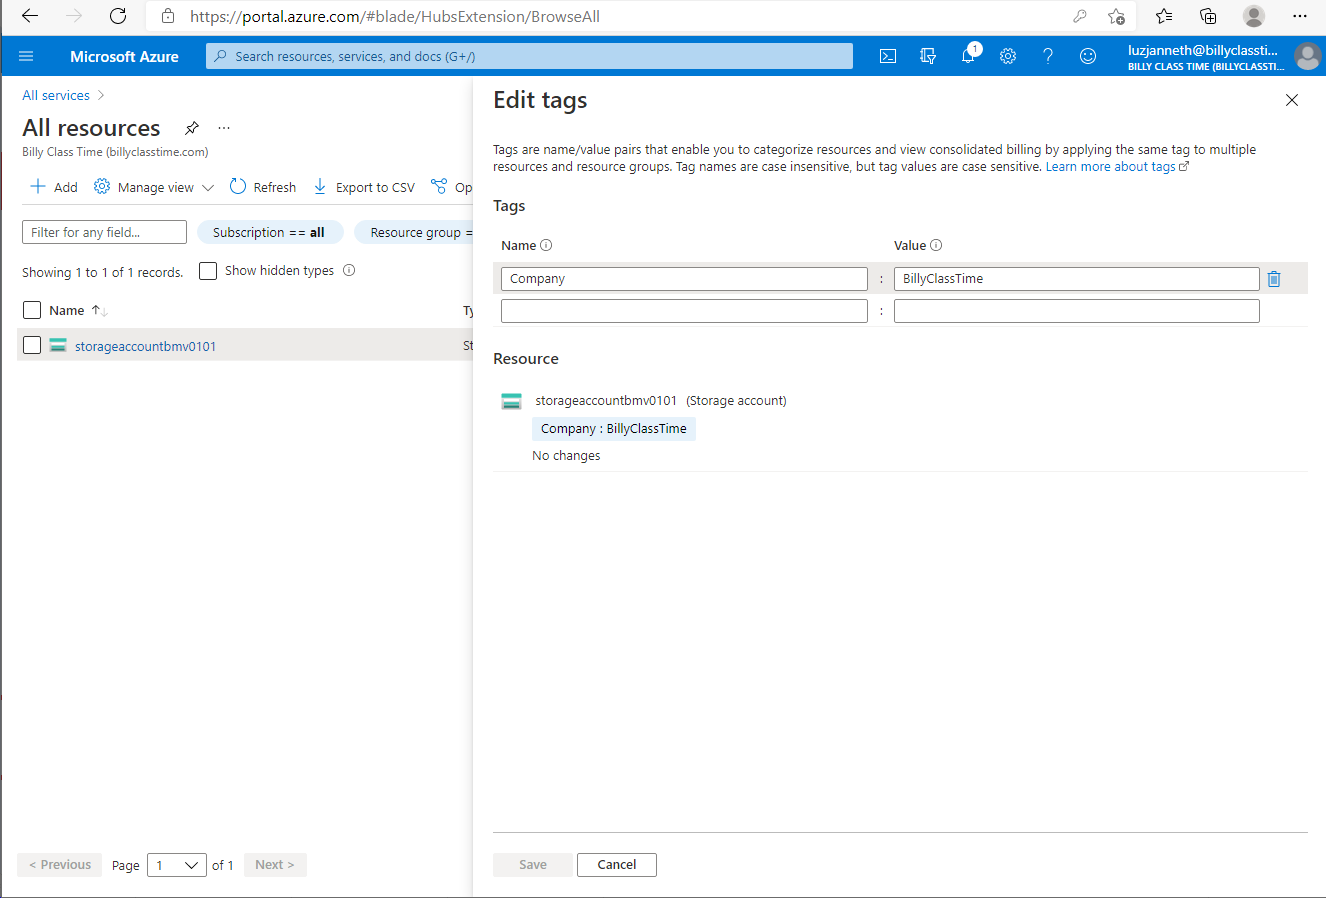 https://portal.azure.com/#blade/HubsExtension/BrowseAll
Microsoft Azure
Search resources, services, and docs (G+/)
1
luzjanneth@billyclassti...
BILLY CLASS TIME (BILLYCLASSTI...
All services >
All resources
...
Billy Class Time (billyclasstime.com)
+ Add
Manage view
Refresh
Export to CSV
Op
Filter for any field...
Subscription == all
Resource group =
Showing 1 to 1 of 1 records.
Show hidden types
Name ↑↓
Ty
storageaccountbmv0101
St
< Previous
Page
1
of 1
Next >
Edit tags
Tags are name/value pairs that enable you to categorize resources and view consolidated billing by applying the same tag to multiple
resources and resource groups. Tag names are case insensitive, but tag values are case sensitive. Learn more about tags
Tags
Name
Value
Company : BillyClassTime
:
Resource
storageaccountbmv0101 (Storage account)
Company : BillyClassTime
No changes
Save
Cancel